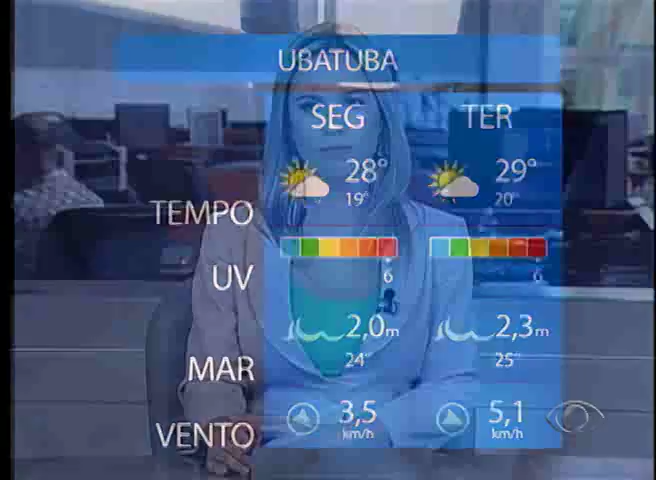 UBATUBA
SEG TER
TEMPO 28° 19° 29° 20°
UV 6 6
MAR 2,0m 24° 2,3m 25°
VENTO 3,5 km/h 5,1 km/h